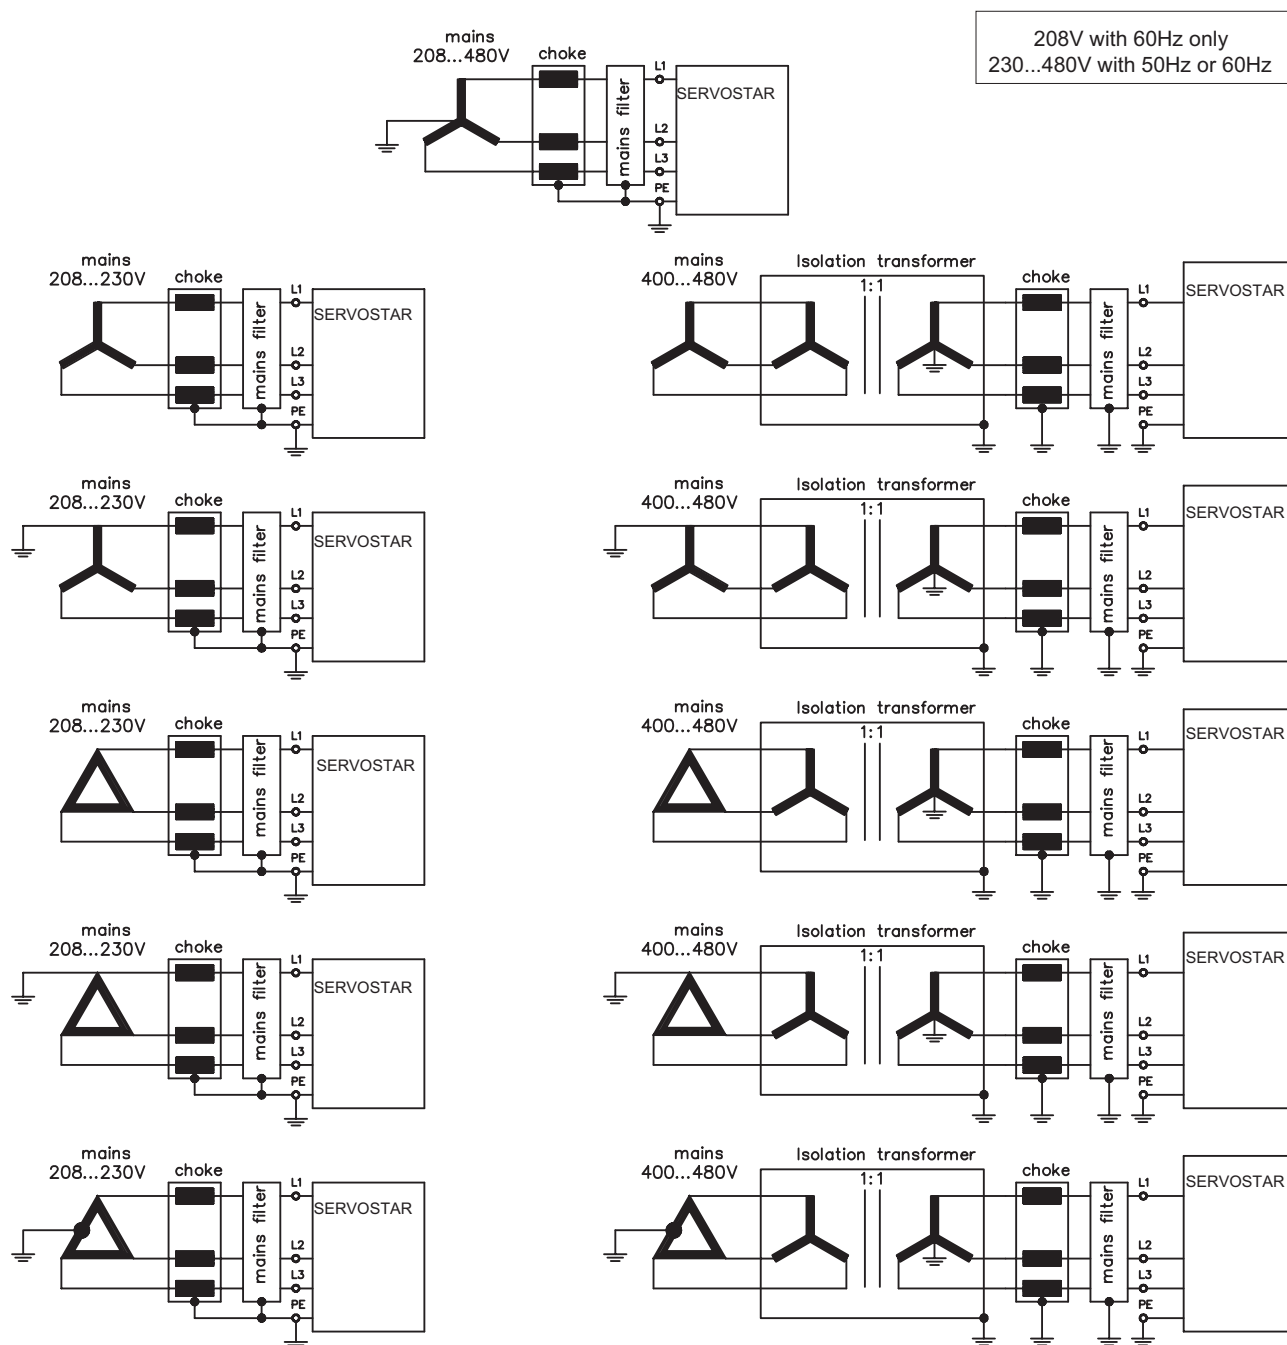 208V with 60Hz only
230...480V with 50Hz or 60Hz
mains
208...480V
choke
mains filter
L1
L2
L3
PE
SERVOSTAR
mains
208...230V
choke
mains filter
L1
L2
L3
PE
SERVOSTAR
mains
400...480V
Isolation transformer
1:1
choke
mains filter
L1
L2
L3
PE
SERVOSTAR
mains
208...230V
choke
mains filter
L1
L2
L3
PE
SERVOSTAR
mains
400...480V
Isolation transformer
1:1
choke
mains filter
L1
L2
L3
PE
SERVOSTAR
mains
208...230V
choke
mains filter
L1
L2
L3
PE
SERVOSTAR
mains
400...480V
Isolation transformer
1:1
choke
mains filter
L1
L2
L3
PE
SERVOSTAR
mains
208...230V
choke
mains filter
L1
L2
L3
PE
SERVOSTAR
mains
400...480V
Isolation transformer
1:1
choke
mains filter
L1
L2
L3
PE
SERVOSTAR
mains
208...230V
choke
mains filter
L1
L2
L3
PE
SERVOSTAR
mains
400...480V
Isolation transformer
1:1
choke
mains filter
L1
L2
L3
PE
SERVOSTAR